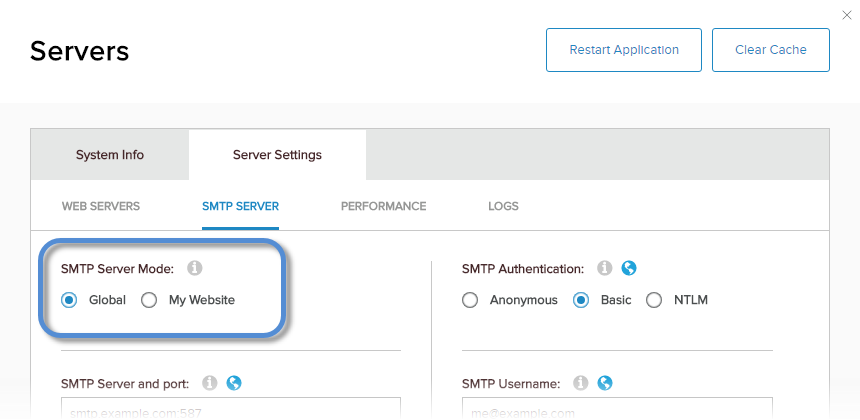 Servers
Restart Application
Clear Cache
System Info
Server Settings
WEB SERVERS
SMTP SERVER
PERFORMANCE
LOGS
SMTP Server Mode:
Global
My Website
SMTP Authentication:
Anonymous
Basic
NTLM
SMTP Server and port:
smtp.example.com:587
SMTP Username:
me@example.com